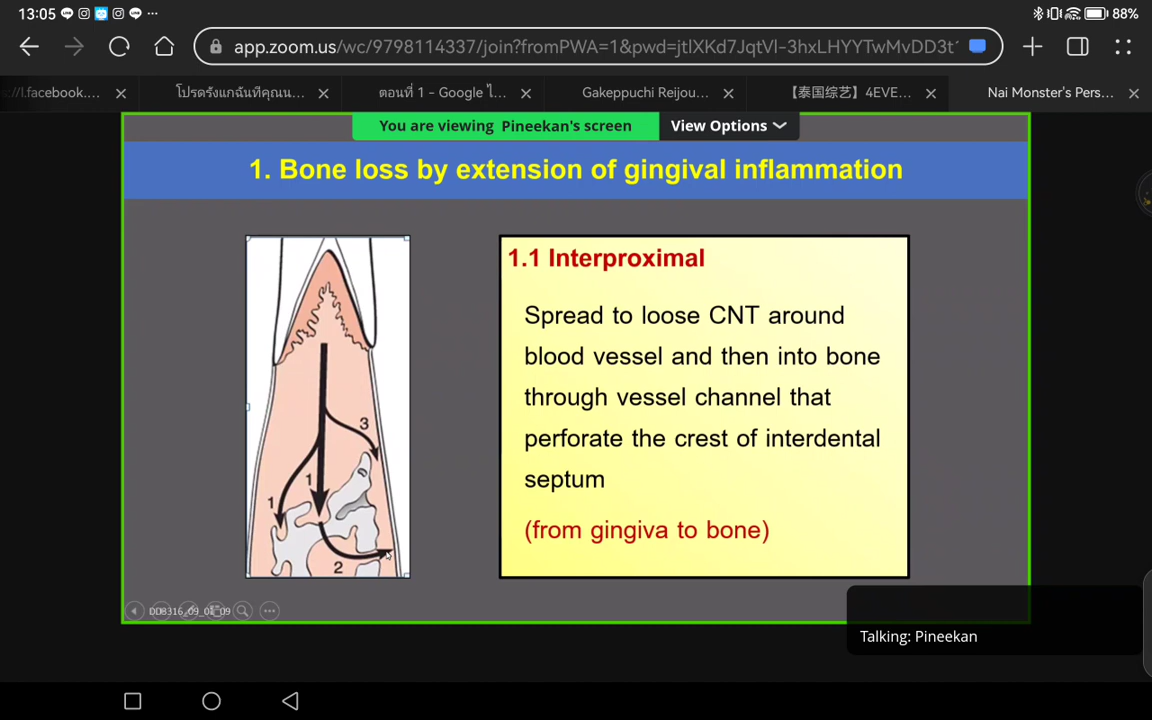 13:05
88%
app.zoom.us/wc/9798114337/join?fromPWA=1&pwd=jtlXKd7JqtVl-3hxLHYYTwMvDD3t1
s://l.facebook....
โปรดรังแกฉันทีคุณน...
ตอนที่ 1 - Google ไ...
Gakeppuchi Reijou...
【泰国综艺】4EVE...
Nai Monster's Pers...
You are viewing Pineekan's screen
View Options
1. Bone loss by extension of gingival inflammation
1.1 Interproximal
Spread to loose CNT around
blood vessel and then into bone
through vessel channel that
perforate the crest of interdental
septum
(from gingiva to bone)
3
1
1
2
Talking: Pineekan